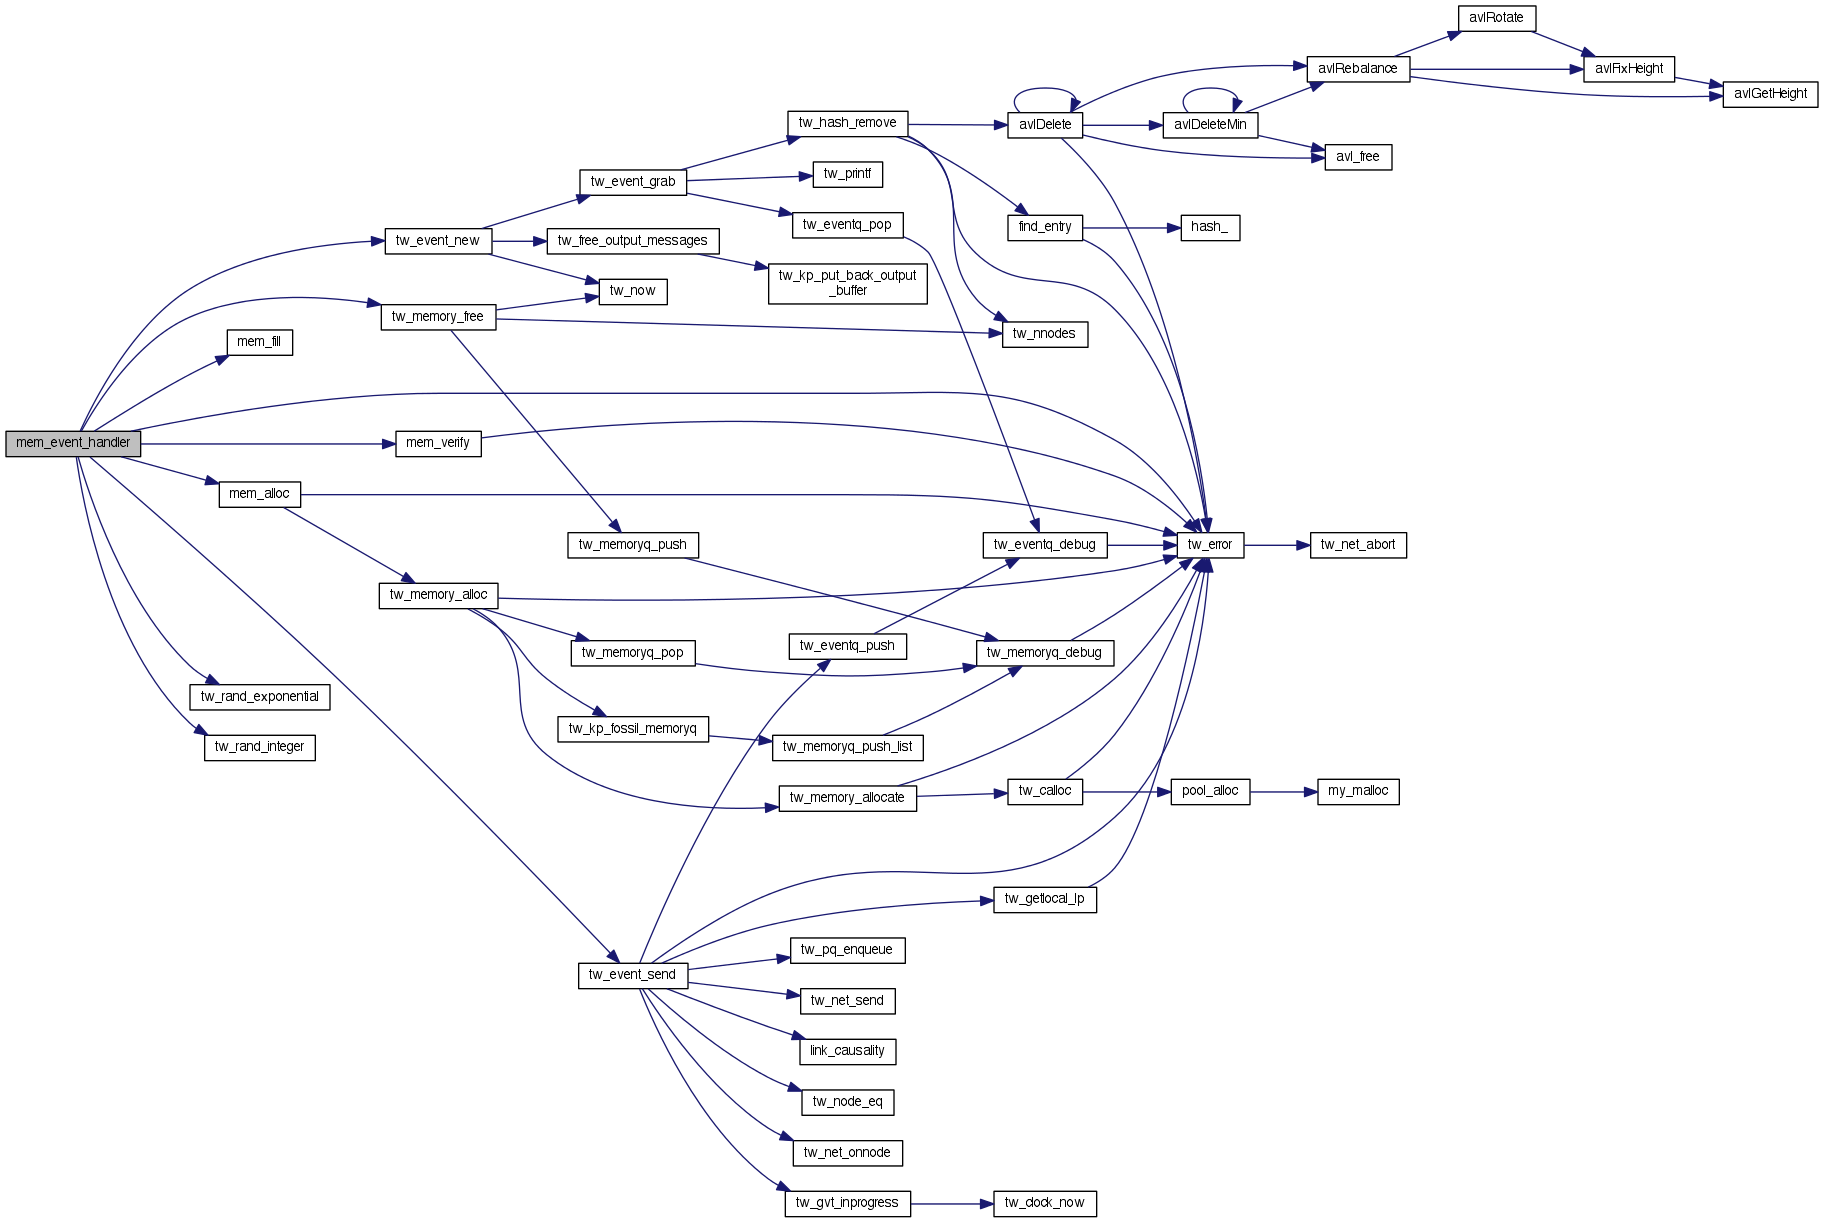 avlRotate
avlRebalance
avlFixHeight
avlGetHeight
tw_hash_remove
avlDelete
avlDeleteMin
avl_free
tw_event_grab
tw_printf
tw_eventq_pop
find_entry
hash_
tw_event_new
tw_free_output_messages
tw_kp_put_back_output
_buffer
tw_now
tw_memory_free
tw_nnodes
mem_fill
mem_event_handler
mem_verify
mem_alloc
tw_memoryq_push
tw_eventq_debug
tw_error
tw_net_abort
tw_memory_alloc
tw_memoryq_pop
tw_eventq_push
tw_memoryq_debug
tw_rand_exponential
tw_kp_fossil_memoryq
tw_memoryq_push_list
tw_rand_integer
tw_memory_allocate
tw_calloc
pool_alloc
my_malloc
tw_getlocal_lp
tw_pq_enqueue
tw_event_send
tw_net_send
link_causality
tw_node_eq
tw_net_onnode
tw_gvt_inprogress
tw_clock_now